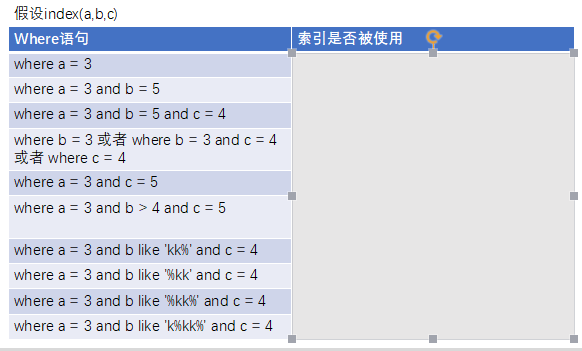 假设index(a,b,c)
Where语句 索引是否被使用
where a = 3
where a = 3 and b = 5
where a = 3 and b = 5 and c = 4
where b = 3 或者 where b = 3 and c = 4
或者 where c = 4
where a = 3 and c = 5
where a = 3 and b > 4 and c = 5
where a = 3 and b like 'kk%' and c = 4
where a = 3 and b like '%kk' and c = 4
where a = 3 and b like '%kk%' and c = 4
where a = 3 and b like 'k%kk%' and c = 4